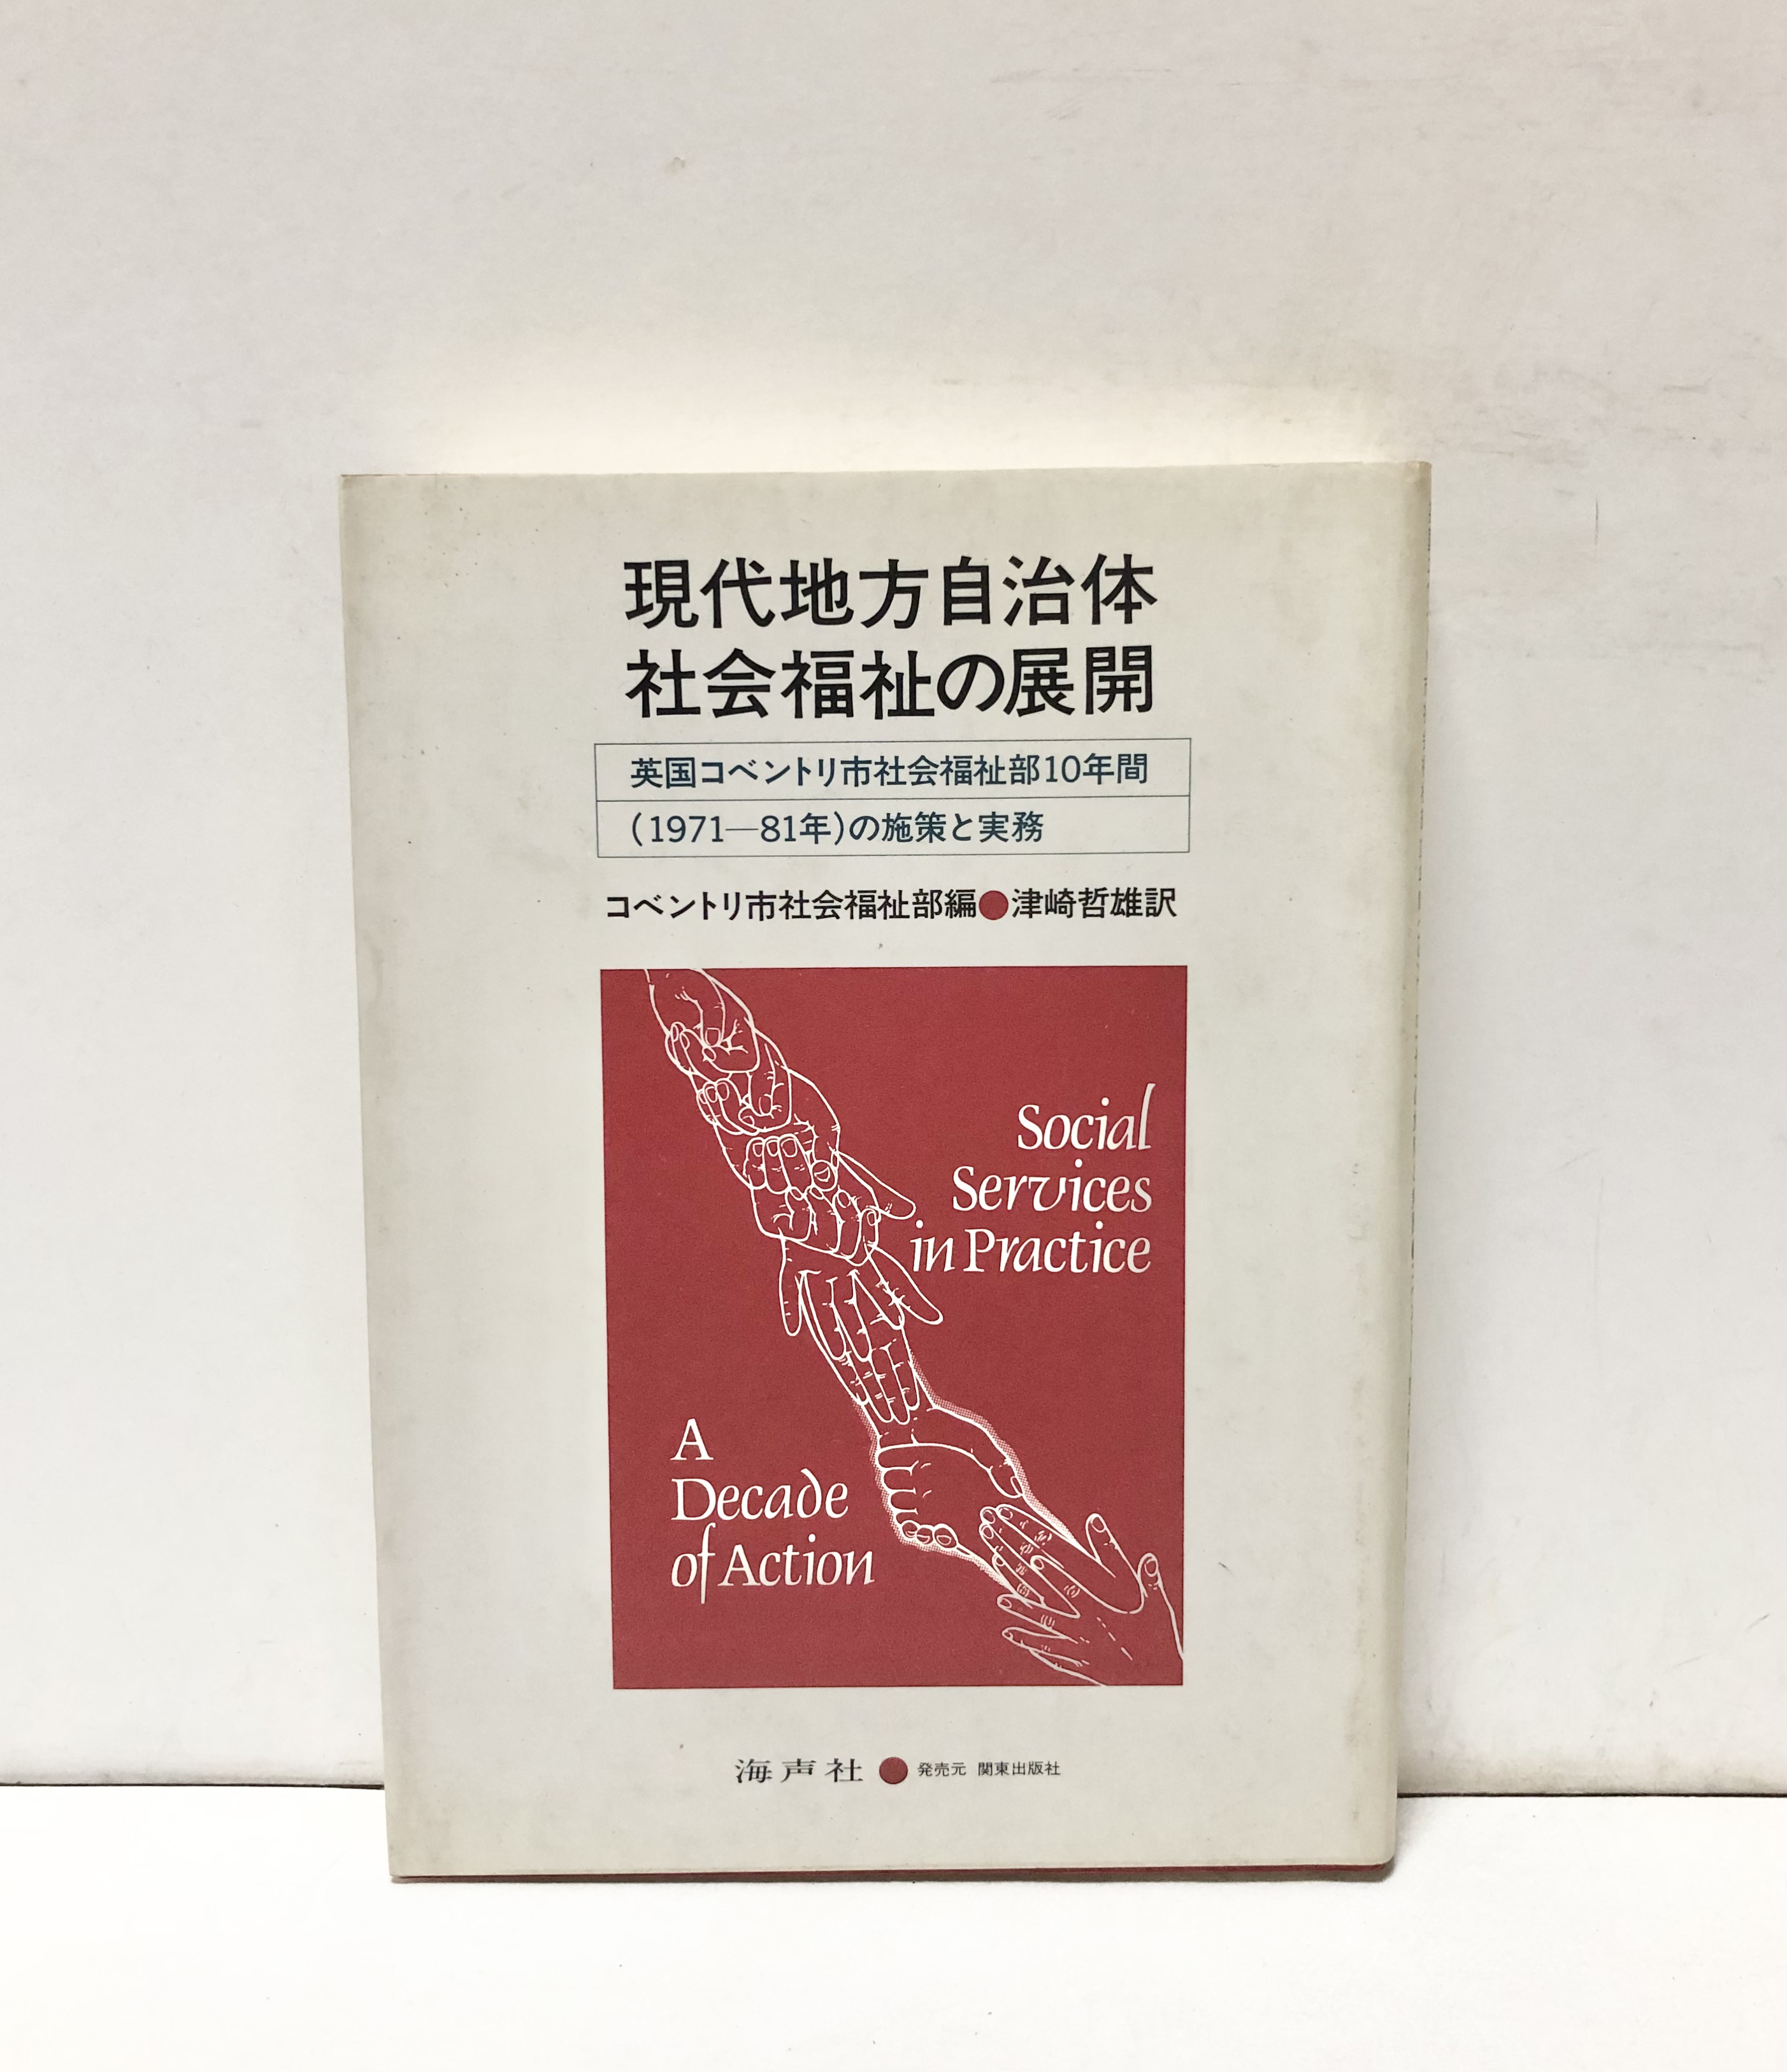 現代地方自治体
社会福祉の展開
英国コベントリ市社会福祉部10年間
(1971—81年)の施策と実務
コベントリ市社会福祉部編●津崎哲雄訳
Social
Services
in Practice
A
Decade
of Action
海声社●発売元 関東出版社